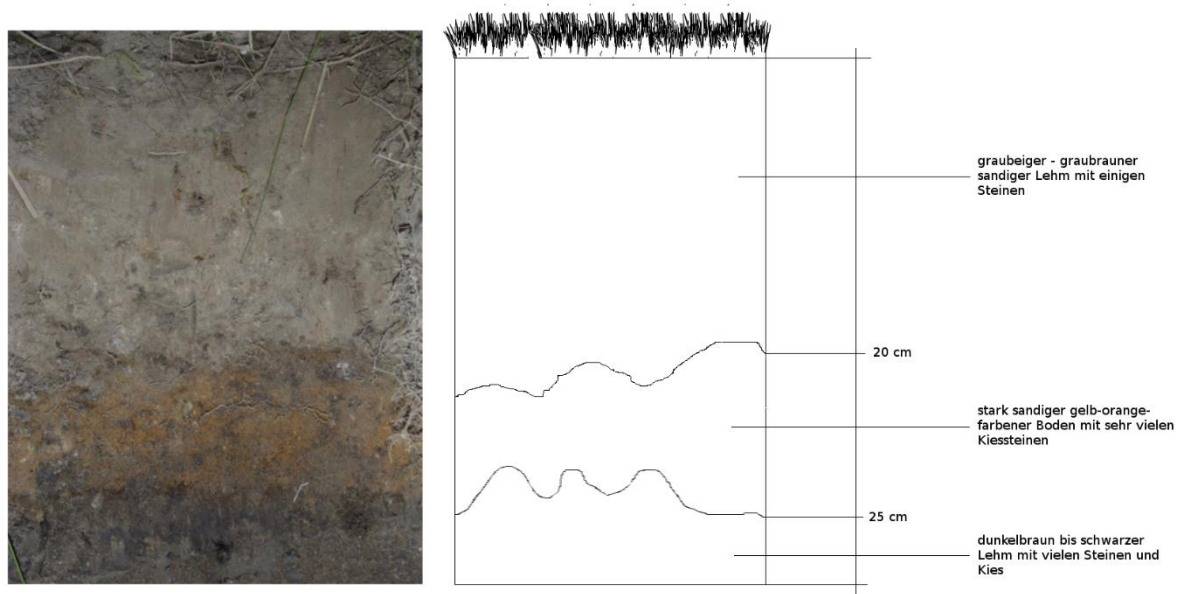 graubeiger - graubrauner
sandiger Lehm mit einigen
Steinen
20 cm
stark sandiger gelb-orange-
farbener Boden mit sehr vielen
Kiessteinen
25 cm
dunkelbraun bis schwarzer
Lehm mit vielen Steinen und
Kies